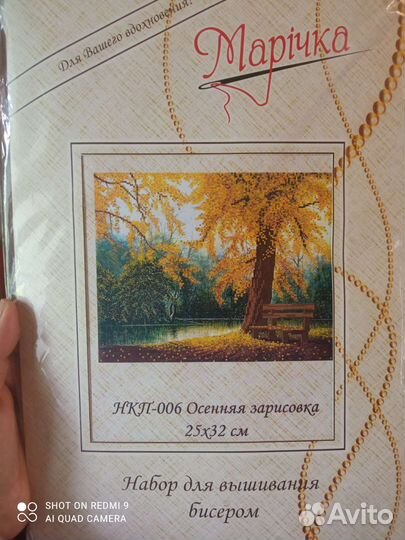 Для Вашего вдохновения!
Марічка
НКП-006 Осенняя зарисовка
25х32 см
Набор для вышивания
бисером
SHOT ON REDMI 9
AI QUAD CAMERA
Avito